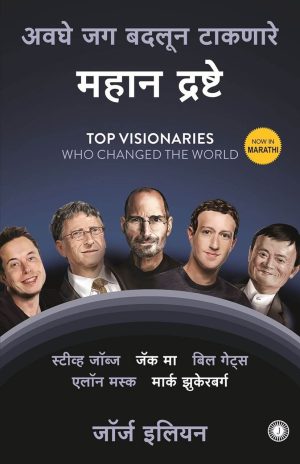 अवघे जग बदलून टाकणारे
महान द्रष्टे
TOP VISIONARIES
WHO CHANGED THE WORLD
NOW IN
MARATHI
स्टीव्ह जॉब्ज जॅक मा बिल गेट्स
एलॉन मस्क मार्क झुकेरबर्ग
जॉर्ज इलियन